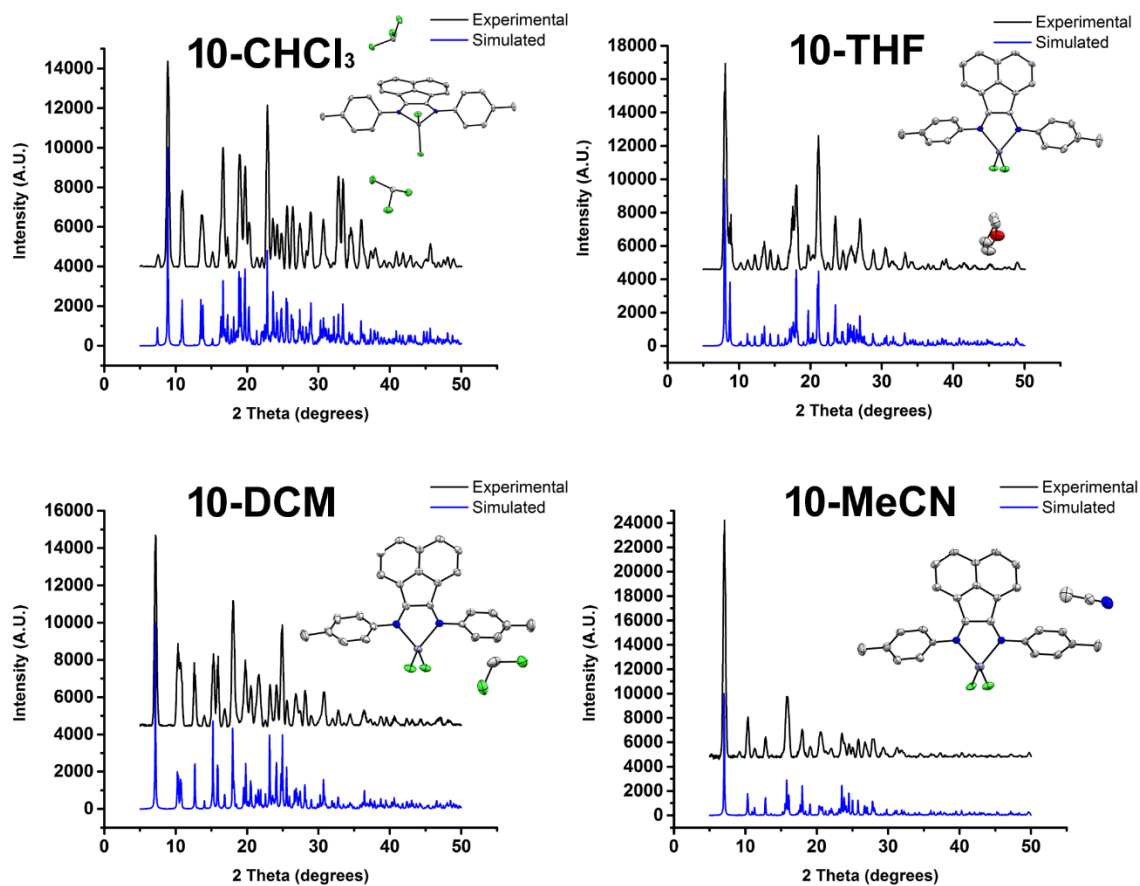 10-CHCl₃
Experimental
Simulated
Intensity (A.U.)
14000
12000
10000
8000
6000
4000
2000
0
0 10 20 30 40 50
2 Theta (degrees)
10-THF
Experimental
Simulated
Intensity (A.U.)
18000
16000
14000
12000
10000
8000
6000
4000
2000
0
0 10 20 30 40 50
2 Theta (degrees)
10-DCM
Experimental
Simulated
Intensity (A.U.)
16000
14000
12000
10000
8000
6000
4000
2000
0
0 10 20 30 40 50
2 Theta (degrees)
10-MeCN
Experimental
Simulated
Intensity (A.U.)
24000
22000
20000
18000
16000
14000
12000
10000
8000
6000
4000
2000
0
0 10 20 30 40 50
2 Theta (degrees)